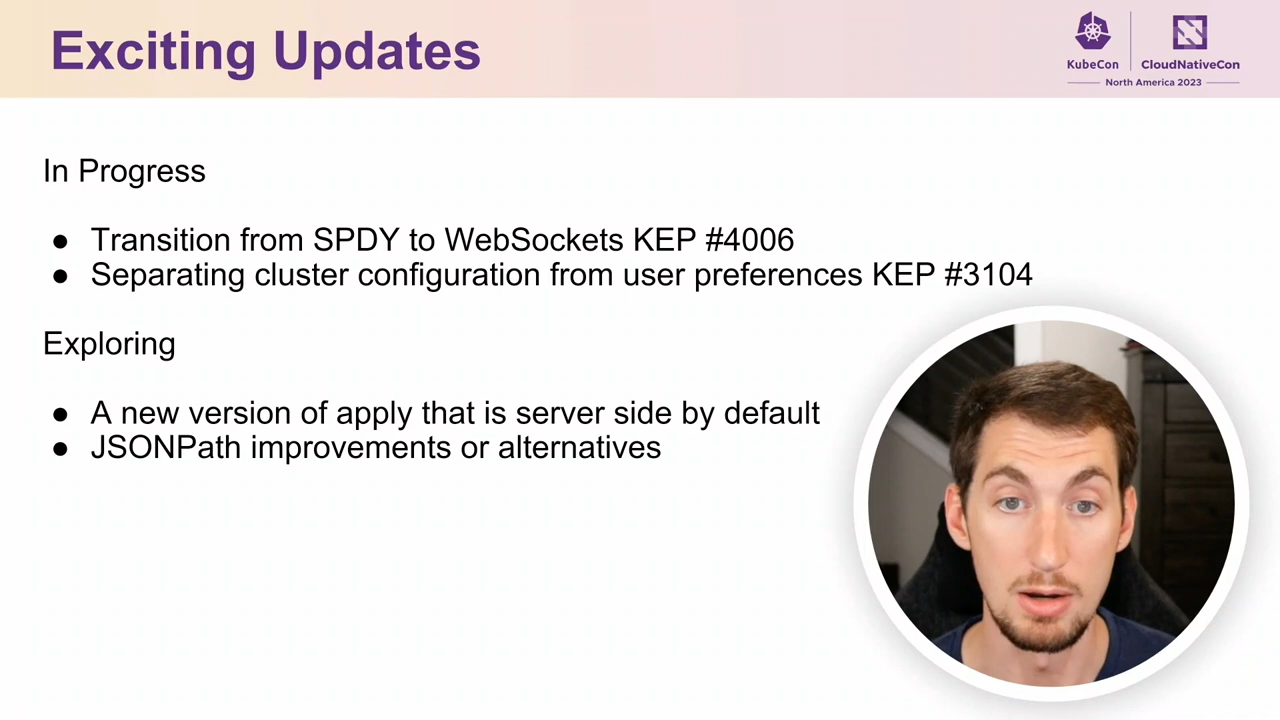 Exciting Updates
KubeCon
CloudNativeCon
North America 2023
In Progress
● Transition from SPDY to WebSockets KEP #4006
● Separating cluster configuration from user preferences KEP #3104
Exploring
● A new version of apply that is server side by default
● JSONPath improvements or alternatives